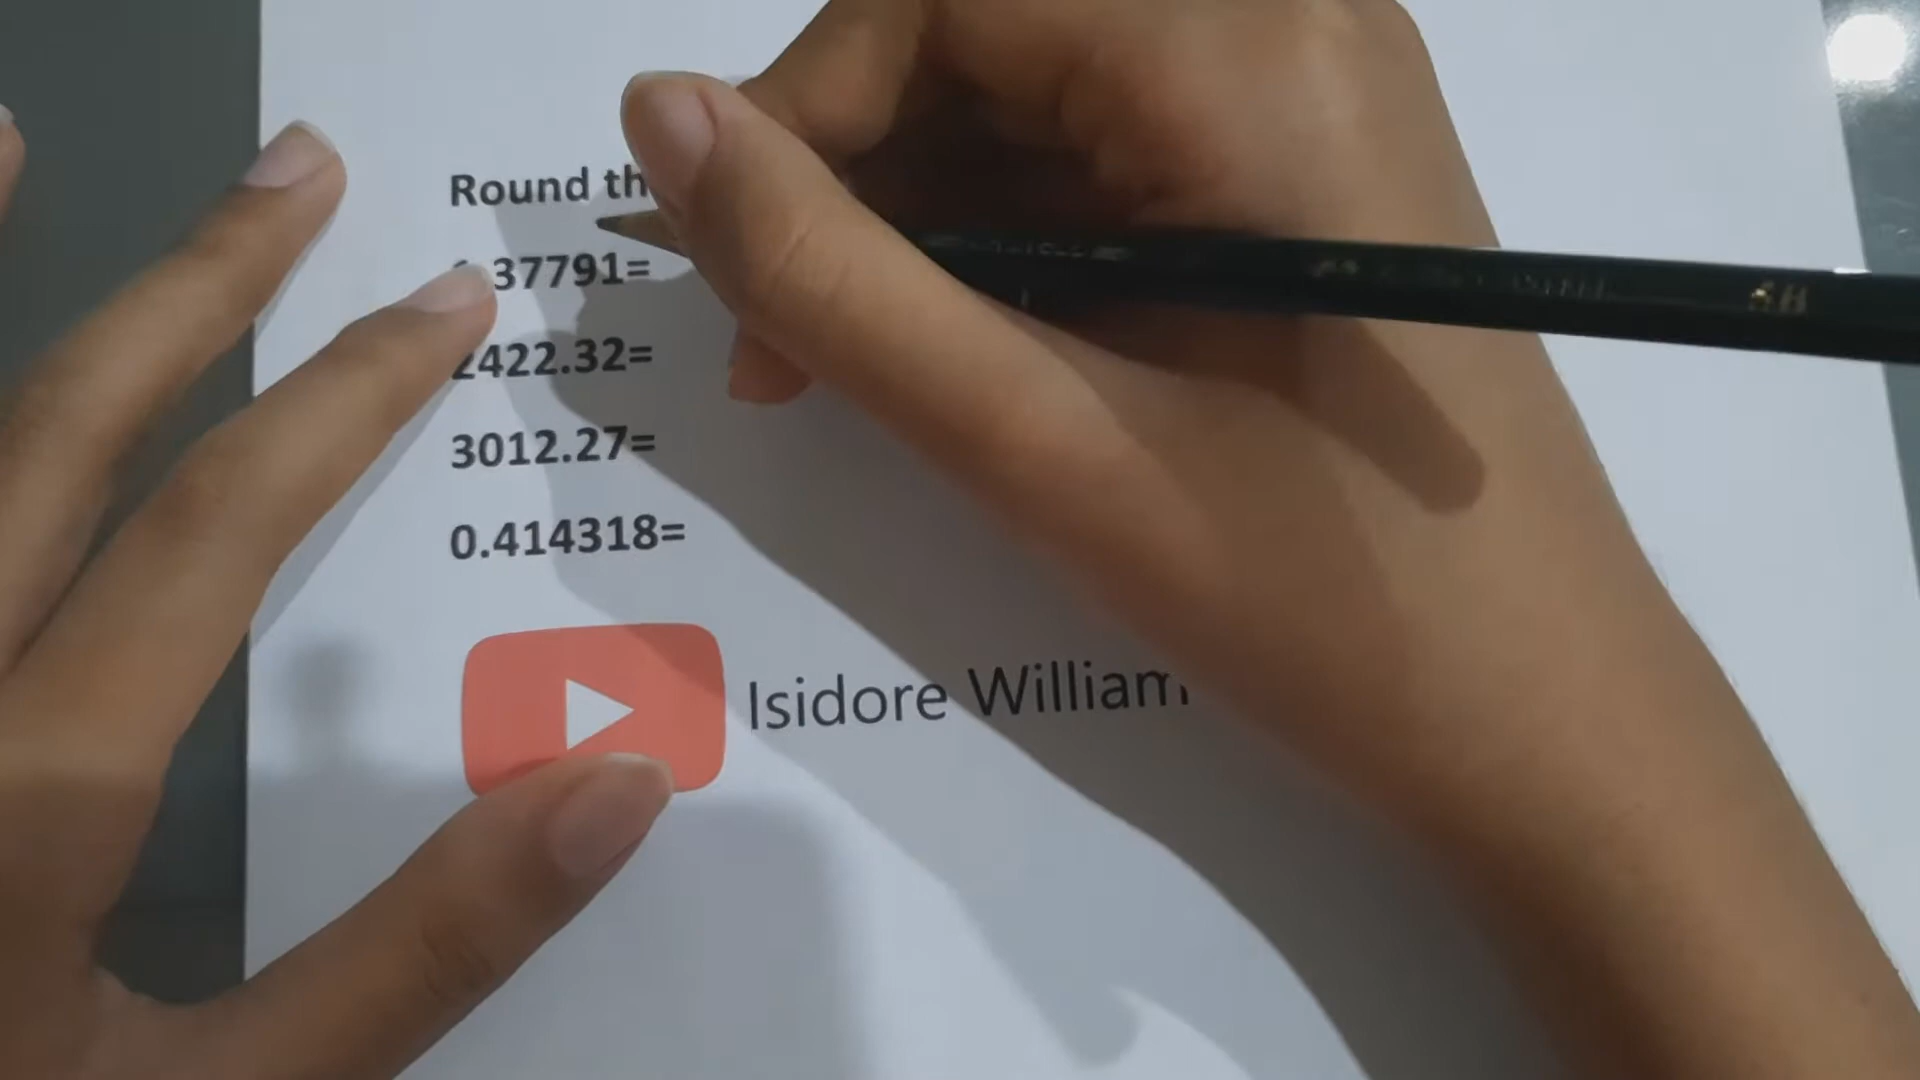 Round th
.37791=
2422.32=
3012.27=
0.414318=
Isidore William